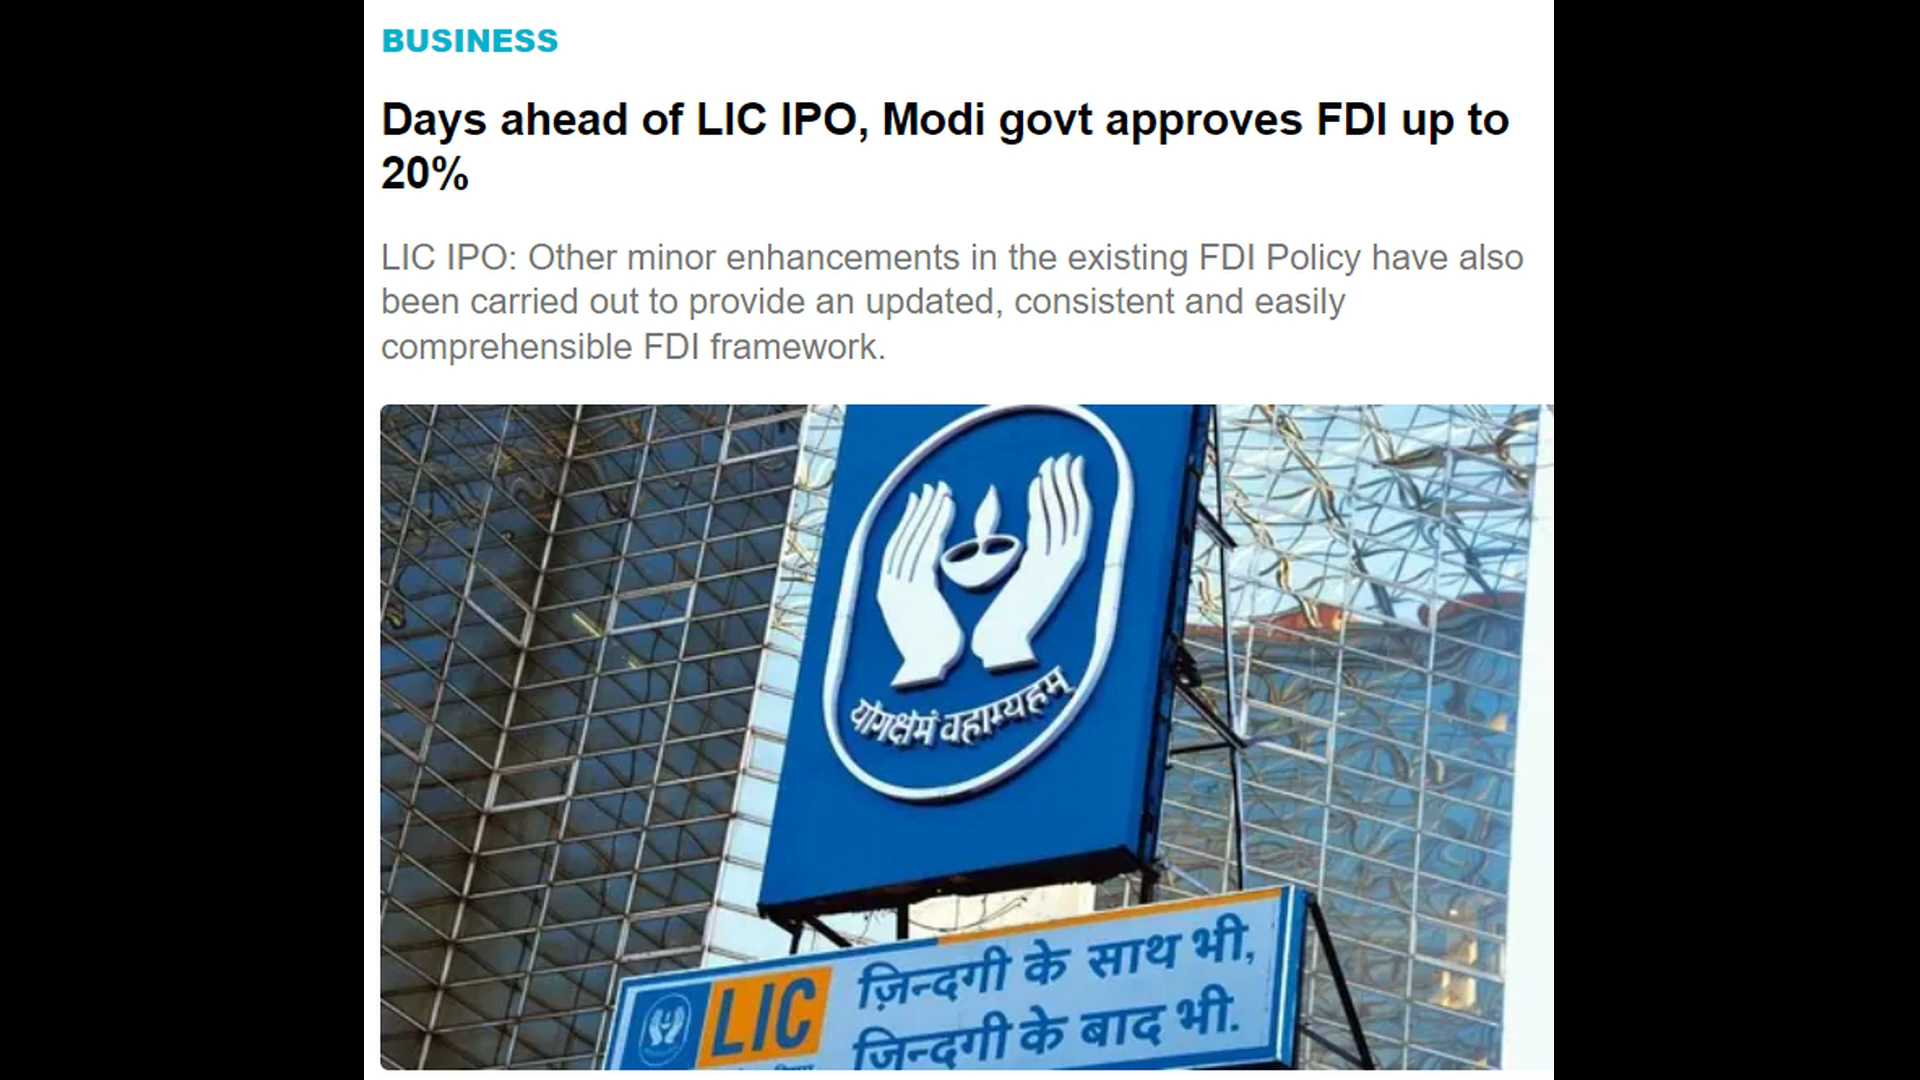 BUSINESS
Days ahead of LIC IPO, Modi govt approves FDI up to
20%
LIC IPO: Other minor enhancements in the existing FDI Policy have also
been carried out to provide an updated, consistent and easily
comprehensible FDI framework.
योगक्षेमं वहाम्यहम्
LIC
ज़िन्दगी के साथ भी,
ज़िन्दगी के बाद भी.